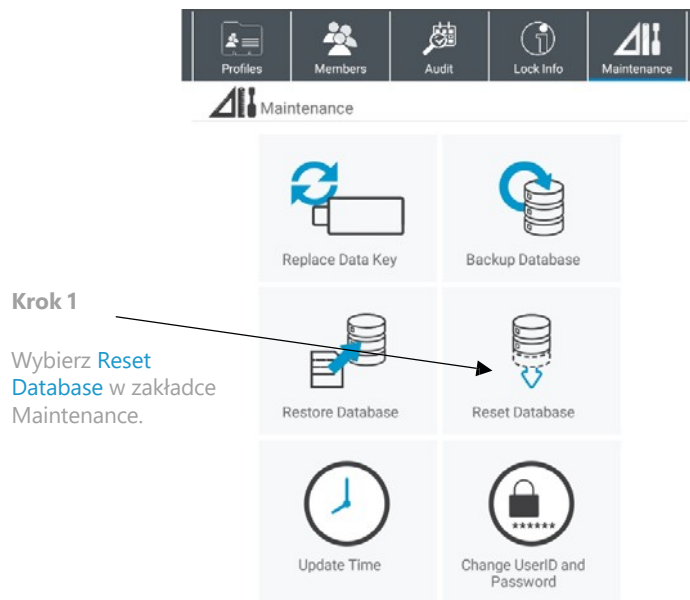 Profiles
Members
Audit
Lock Info
Maintenance
Maintenance
Replace Data Key
Backup Database
Krok 1
Wybierz Reset
Database w zakładce
Maintenance.
Restore Database
Reset Database
Update Time
******
Change UserID and
Password